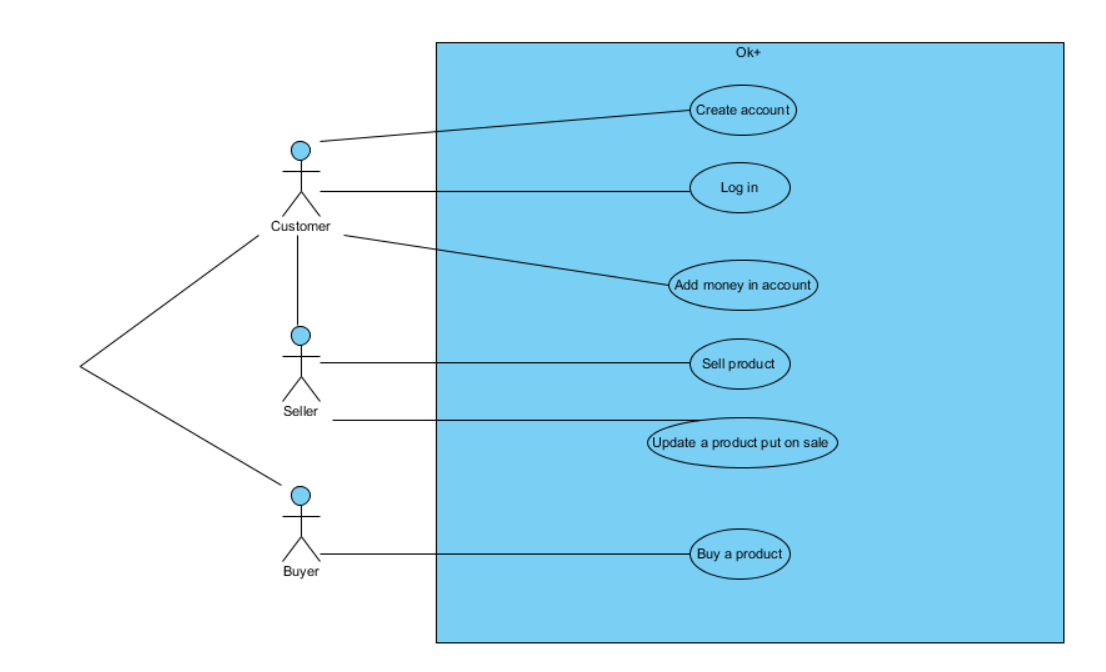 Ok+
Create account
Log in
Customer
Add money in account
Sell product
Seller
Update a product put on sale
Buy a product
Buyer